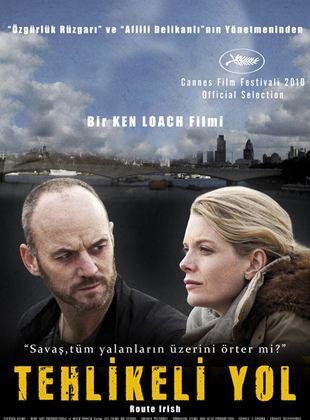 "Özgürlük Rüzgarı" ve "Afilli Delikanlı"nın Yönetmeninden
Cannes Film Festivali 2010
Official Selection
Bir KEN LOACH Filmi
"Savaş,tüm yalanların üzerini örter mi?"
TEHLİKELİ YOL
Route Irish